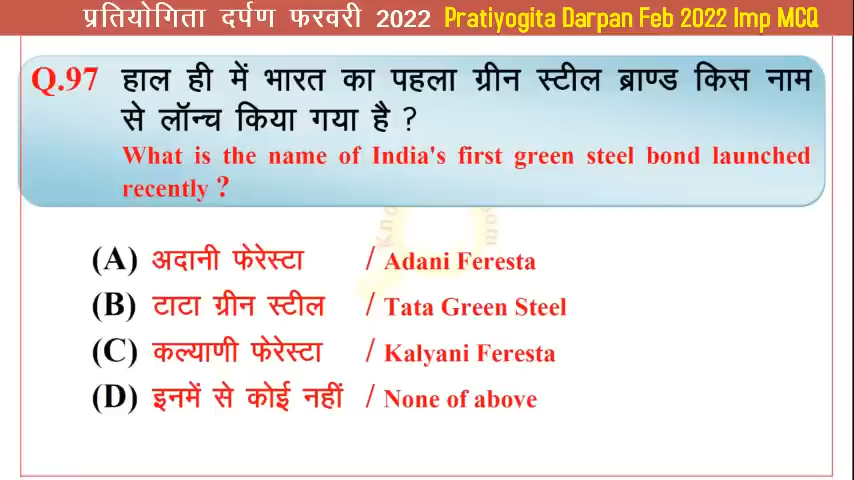 प्रतियोगिता दर्पण फरवरी 2022 Pratiyogita Darpan Feb 2022 Imp MCQ
Q.97 हाल ही में भारत का पहला ग्रीन स्टील ब्राण्ड किस नाम
से लॉन्च किया गया है ?
What is the name of India's first green steel bond launched
recently ?
(A) अदानी फेरेस्टा / Adani Feresta
(B) टाटा ग्रीन स्टील / Tata Green Steel
(C) कल्याणी फेरेस्टा / Kalyani Feresta
(D) इनमें से कोई नहीं / None of above